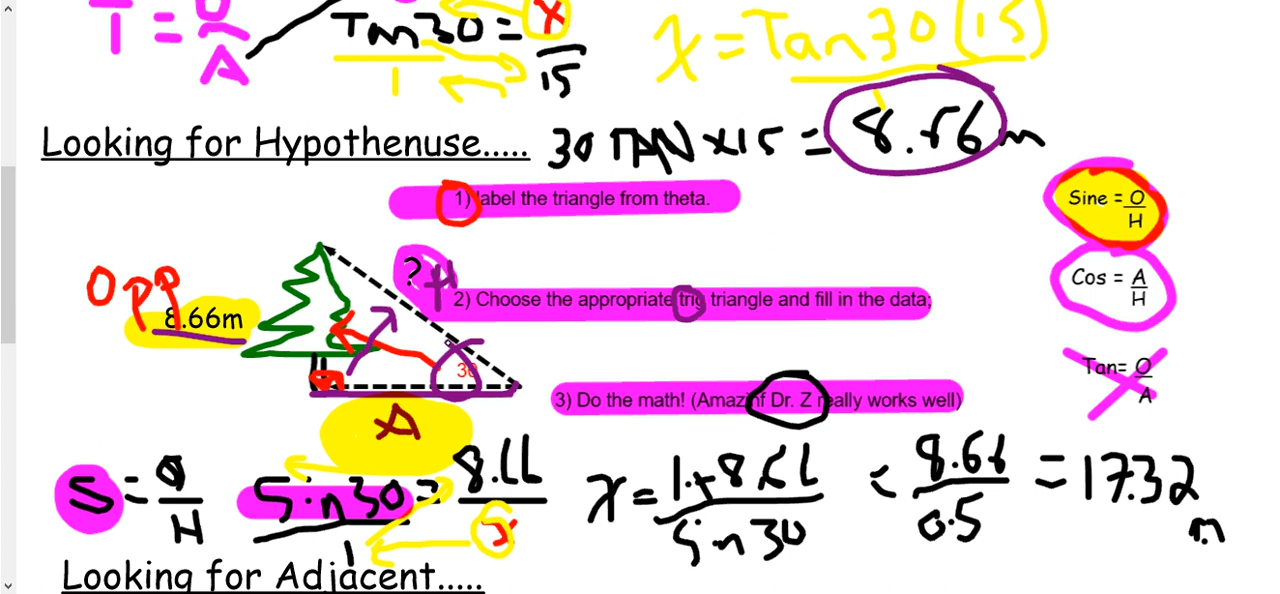 T = O/A Tan30/1 = x/15 x = Tan30(15)
Looking for Hypothenuse..... 30 TAN x 15 = 8.66 m
1) label the triangle from theta.
Sine = O/H
?H
2) Choose the appropriate trig triangle and fill in the data;
Cos = A/H
Opp
8.66m
30
Tan= O/A
3) Do the math! (Amazinf Dr. Z really works well)
A
S = O/H Sin30/1 = 8.66/x x = 1x8.66/Sin30 = 8.66/0.5 = 17.32 m
Looking for Adjacent.....